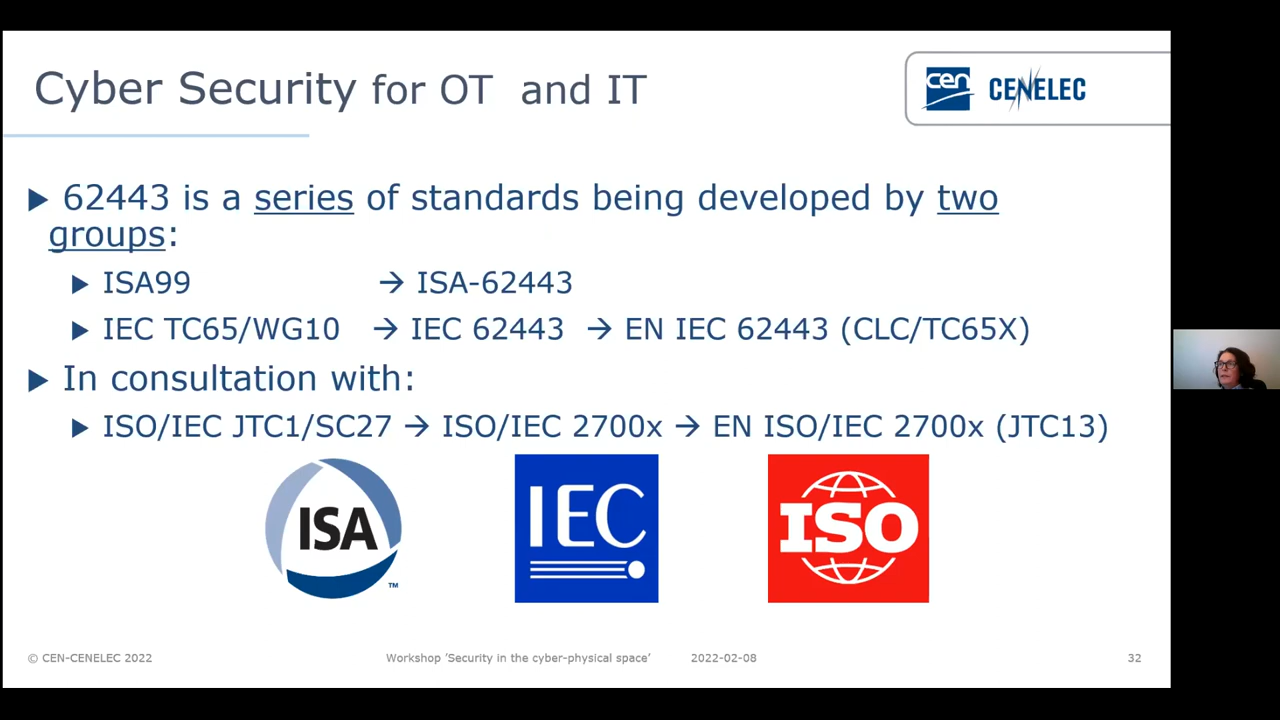 Cyber Security for OT and IT
cen CENELEC
▶ 62443 is a series of standards being developed by two
groups:
▶ ISA99 → ISA-62443
▶ IEC TC65/WG10 → IEC 62443 → EN IEC 62443 (CLC/TC65X)
▶ In consultation with:
▶ ISO/IEC JTC1/SC27 → ISO/IEC 2700x → EN ISO/IEC 2700x (JTC13)
ISA™
IEC
ISO
© CEN-CENELEC 2022 Workshop ‘Security in the cyber-physical space’ 2022-02-08 32